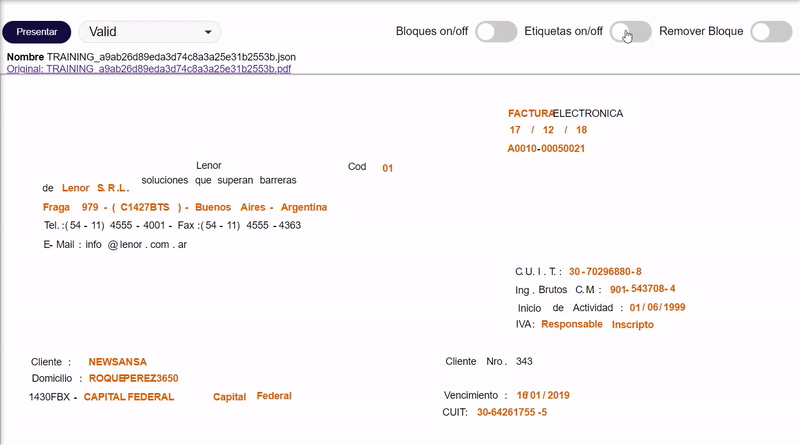 Presentar Valid Bloques on/off Etiquetas on/off Remover Bloque
Nombre TRAINING_a9ab26d89eda3d74c8a3a25e31b2553b.json
Original: TRAINING_a9ab26d89eda3d74c8a3a25e31b2553b.pdf
FACTURA ELECTRONICA
17 / 12 / 18
A0010-00050021
Lenor Cod 01
soluciones que superan barreras
de Lenor S.R.L.
Fraga 979 - ( C1427BTS ) - Buenos Aires - Argentina
Tel. :( 54 - 11) 4555 - 4001 - Fax :( 54 - 11) 4555 - 4363
E- Mail : info @lenor . com . ar
C. U . I . T. : 30 - 70296880 - 8
Ing . Brutos C.M : 901- 543708- 4
Inicio de Actividad : 01 / 06 / 1999
IVA: Responsable Inscripto
Cliente : NEWSANSA
Cliente Nro . 343
Domicilio : ROQUEPEREZ3650
1430FBX - CAPITAL FEDERAL Capital Federal
Vencimiento : 16/ 01 / 2019
CUIT: 30-64261755 -5